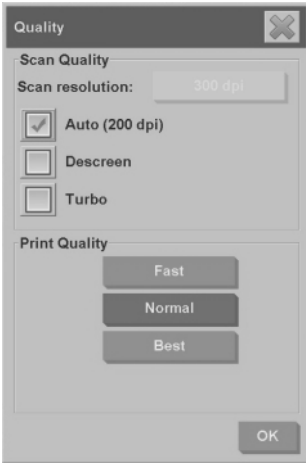 Quality
Scan Quality
Scan resolution: 300 dpi
Auto (200 dpi)
Descreen
Turbo
Print Quality
Fast
Normal
Best
OK